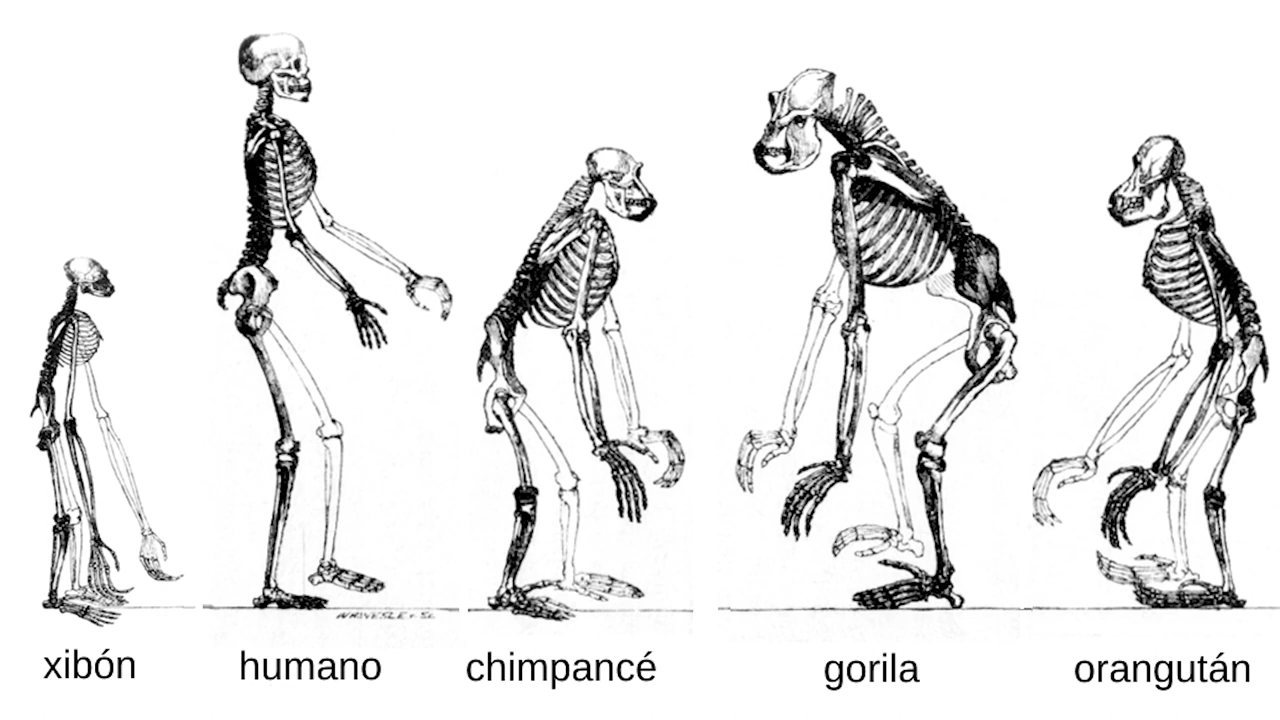 xibón
humano
chimpancé
gorila
orangután